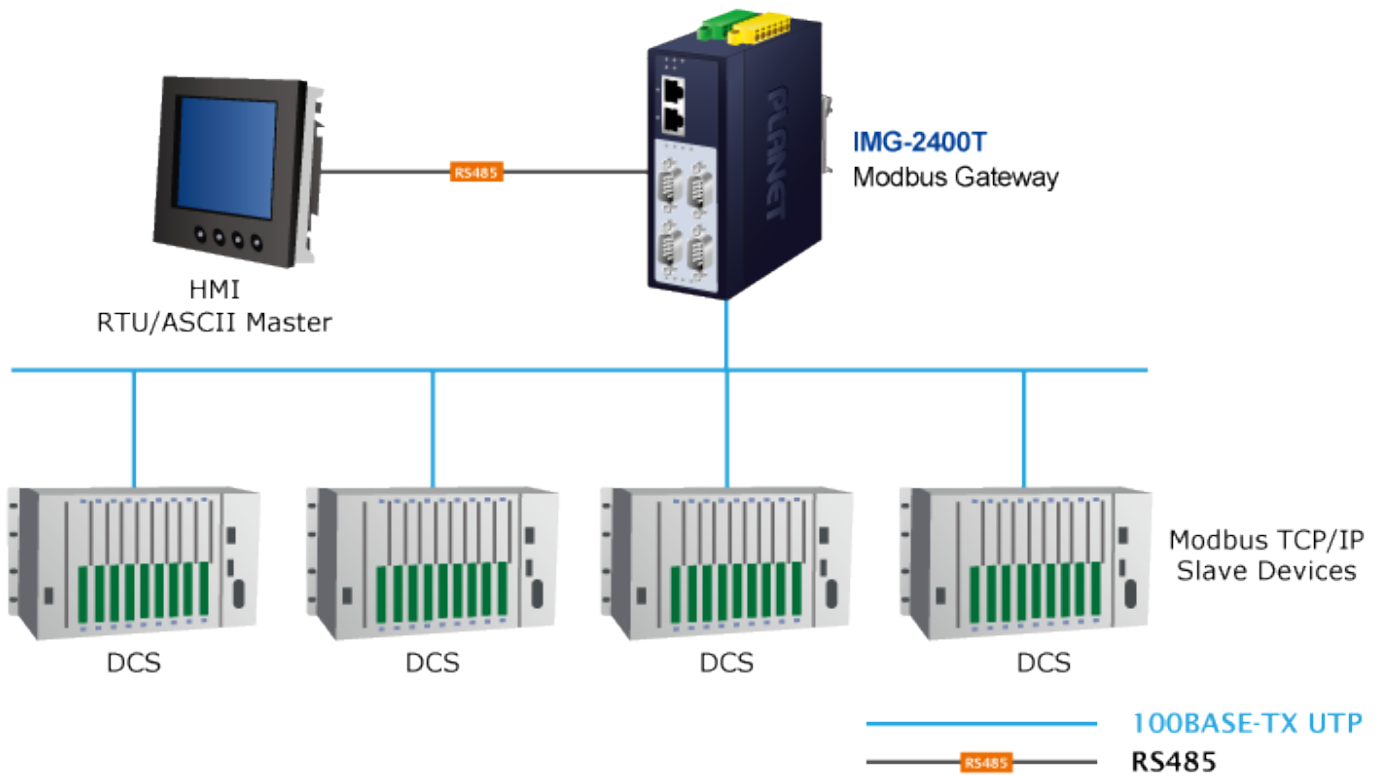 PLANET
IMG-2400T
Modbus Gateway
RS485
HMI
RTU/ASCII Master
Modbus TCP/IP
Slave Devices
DCS
DCS
DCS
DCS
100BASE-TX UTP
RS485
RS485